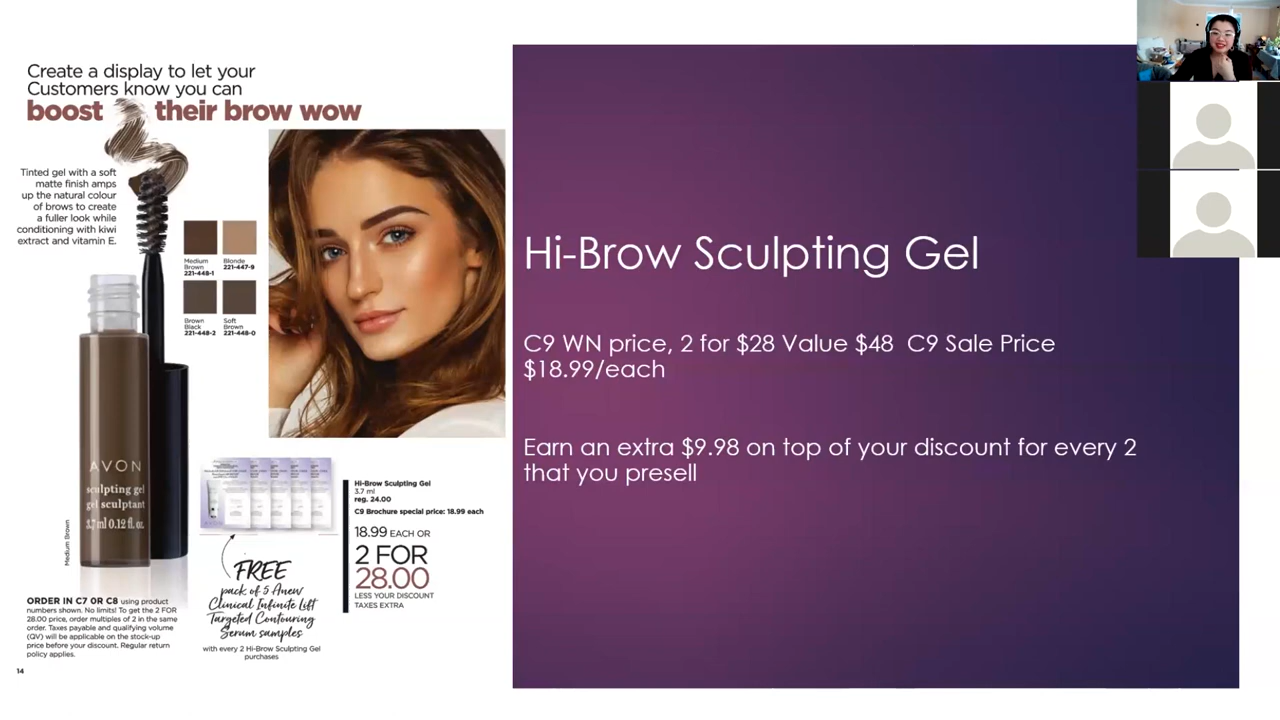 Create a display to let your
Customers know you can
boost their brow wow
Tinted gel with a soft
matte finish amps
up the natural colour
of brows to create
a fuller look while
conditioning with kiwi
extract and vitamin E.
Medium
Brown
221-448-1
Blonde
221-447-9
Brown
Black
221-448-2
Soft
Brown
221-448-0
AVON
sculpting gel
gel sculptant
3.7 ml 0.12 fl. oz.
Medium Brown
FREE
pack of 5 Anew
Clinical Infinite Lift
Targeted Contouring
Serum samples
with every 2 Hi-Brow Sculpting Gel
purchases
Hi-Brow Sculpting Gel
3.7 ml
reg. 24.00
C9 Brochure special price: 18.99 each
18.99 EACH OR
2 FOR
28.00
LESS YOUR DISCOUNT
TAXES EXTRA
ORDER IN C7 OR C8 using product
numbers shown. No limits! To get the 2 FOR
28.00 price, order multiples of 2 in the same
order. Taxes payable and qualifying volume
(QV) will be applicable on the stock-up
price before your discount. Regular return
policy applies.
14
Hi-Brow Sculpting Gel
C9 WN price, 2 for $28 Value $48 C9 Sale Price
$18.99/each
Earn an extra $9.98 on top of your discount for every 2
that you presell